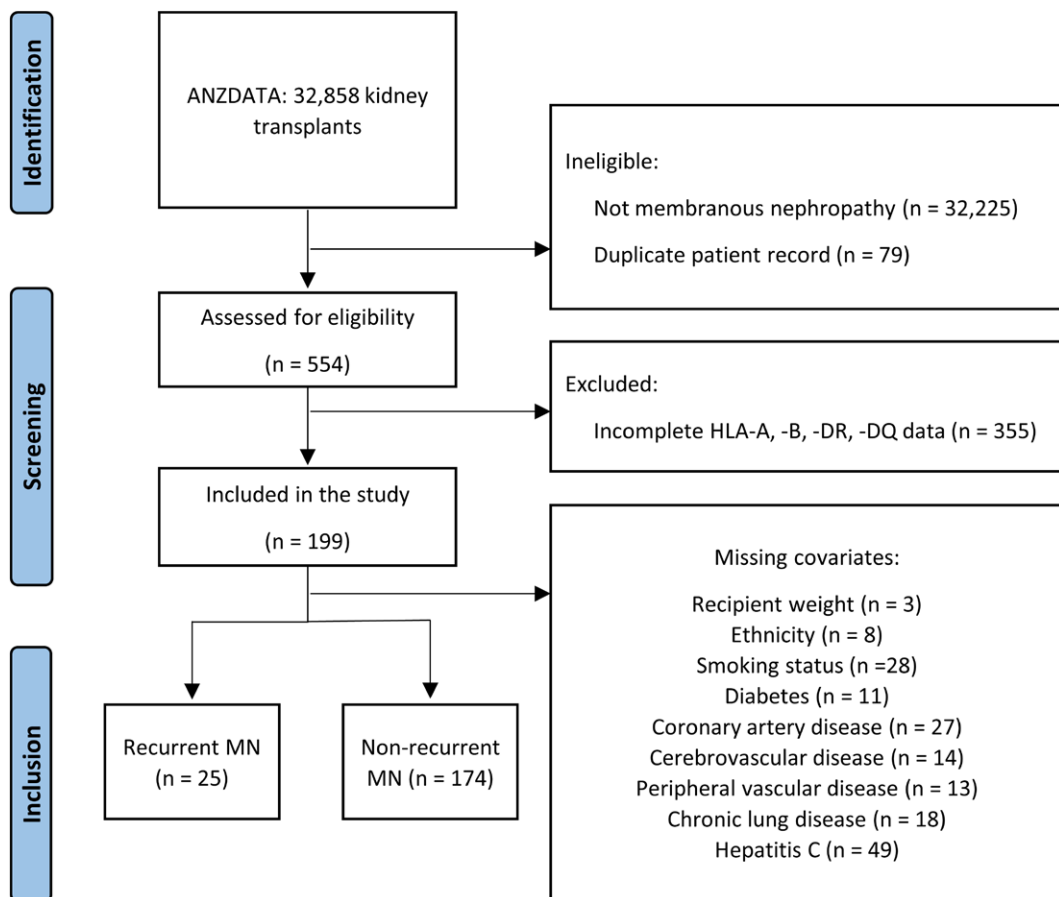 Identification
ANZDATA: 32,858 kidney
transplants
Ineligible:
Not membranous nephropathy (n = 32,225)
Duplicate patient record (n = 79)
Screening
Assessed for eligibility
(n = 554)
Excluded:
Incomplete HLA-A, -B, -DR, -DQ data (n = 355)
Included in the study
(n = 199)
Missing covariates:
Recipient weight (n = 3)
Ethnicity (n = 8)
Smoking status (n =28)
Diabetes (n = 11)
Coronary artery disease (n = 27)
Cerebrovascular disease (n = 14)
Peripheral vascular disease (n = 13)
Chronic lung disease (n = 18)
Hepatitis C (n = 49)
Inclusion
Recurrent MN
(n = 25)
Non-recurrent
MN (n = 174)